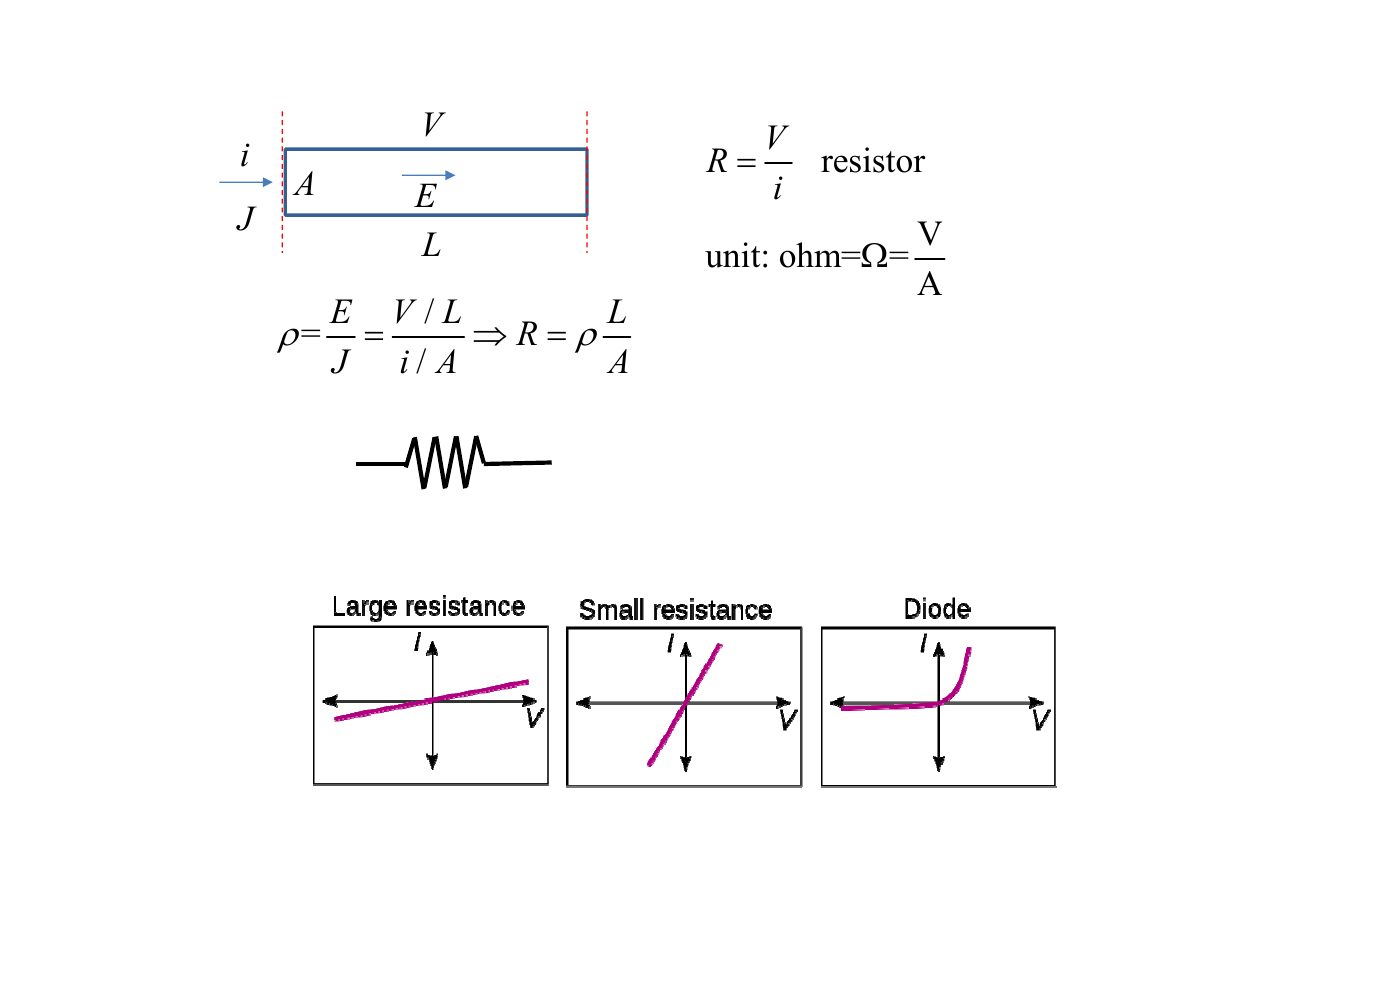 V
i
A
E
J
L
R = V / i resistor
unit: ohm=Ω= V / A
ρ= E / J = V / L / i / A ⇒ R = ρ L / A
Large resistance
I
V
Small resistance
I
V
Diode
I
V